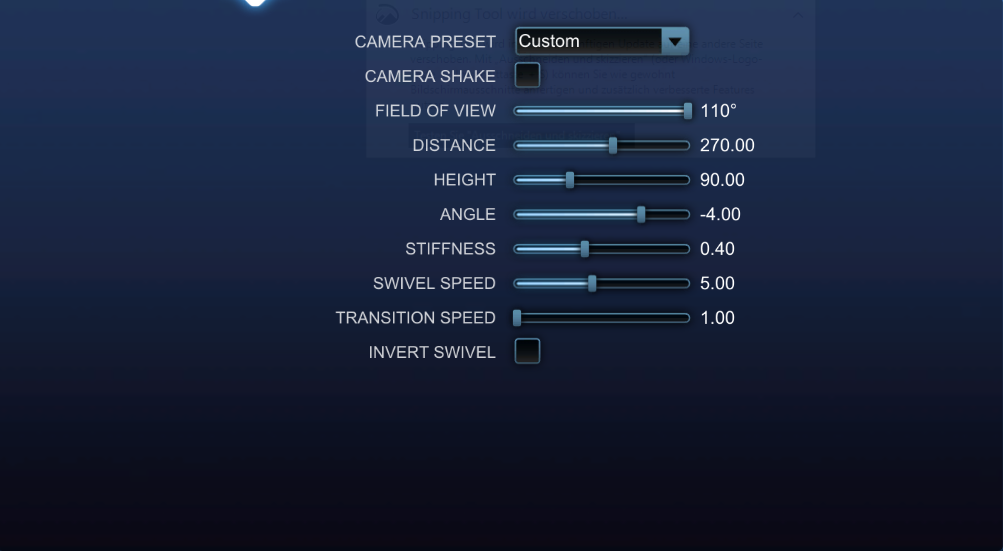 Snipping Tool wird verschoben...
CAMERA PRESET Custom
CAMERA SHAKE
FIELD OF VIEW 110°
DISTANCE 270.00
HEIGHT 90.00
ANGLE -4.00
STIFFNESS 0.40
SWIVEL SPEED 5.00
TRANSITION SPEED 1.00
INVERT SWIVEL